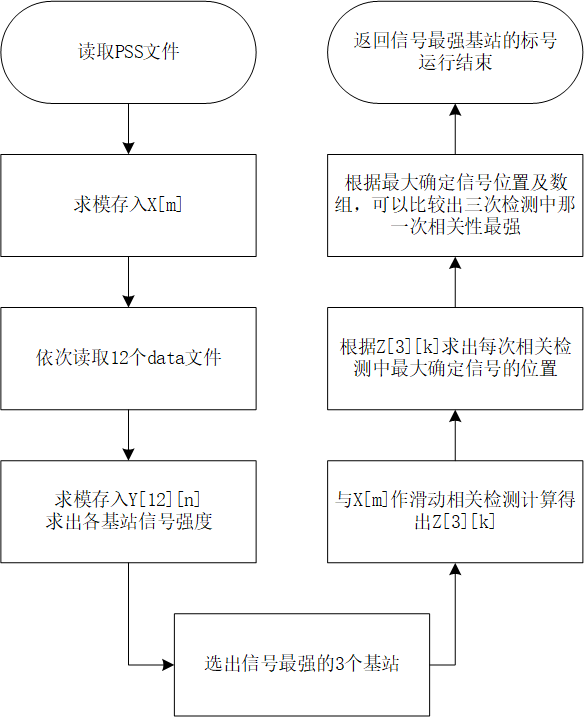 读取PSS文件
求模存入X[m]
依次读取12个data文件
求模存入Y[12][n]
求出各基站信号强度
选出信号最强的3个基站
与X[m]作滑动相关检测计算得
出Z[3][k]
根据Z[3][k]求出每次相关检
测中最大确定信号的位置
根据最大确定信号位置及数
组，可以比较出三次检测中那
一次相关性最强
返回信号最强基站的标号
运行结束